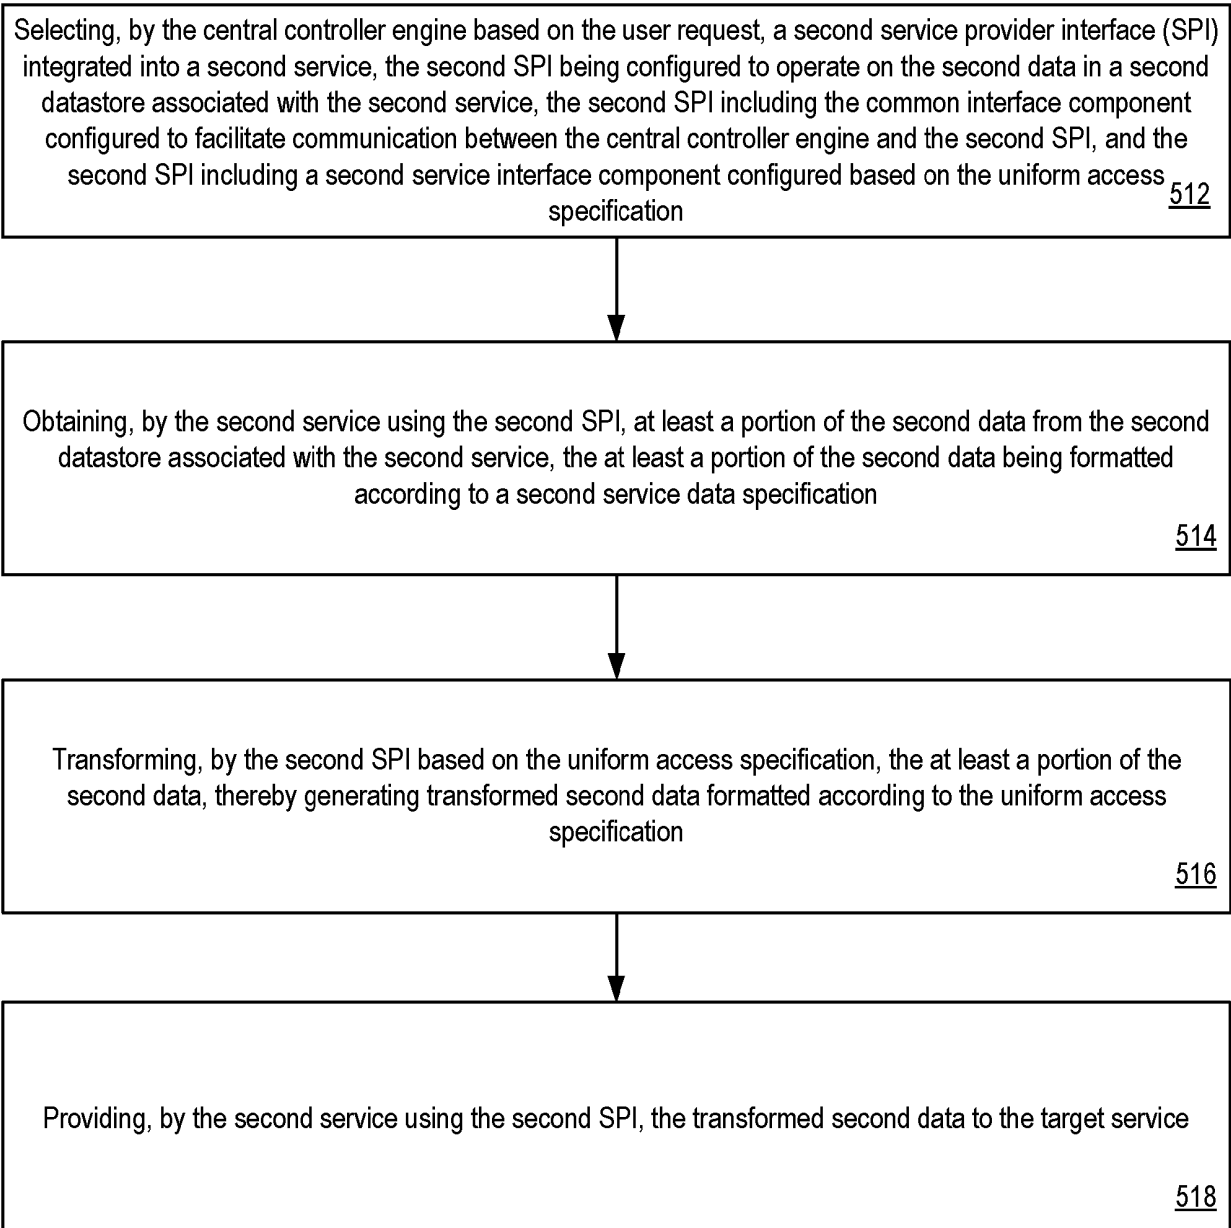 Selecting, by the central controller engine based on the user request, a second service provider interface (SPI)
integrated into a second service, the second SPI being configured to operate on the second data in a second
datastore associated with the second service, the second SPI including the common interface component
configured to facilitate communication between the central controller engine and the second SPI, and the
second SPI including a second service interface component configured based on the uniform access
specification
512
Obtaining, by the second service using the second SPI, at least a portion of the second data from the second
datastore associated with the second service, the at least a portion of the second data being formatted
according to a second service data specification
514
Transforming, by the second SPI based on the uniform access specification, the at least a portion of the
second data, thereby generating transformed second data formatted according to the uniform access
specification
516
Providing, by the second service using the second SPI, the transformed second data to the target service
518